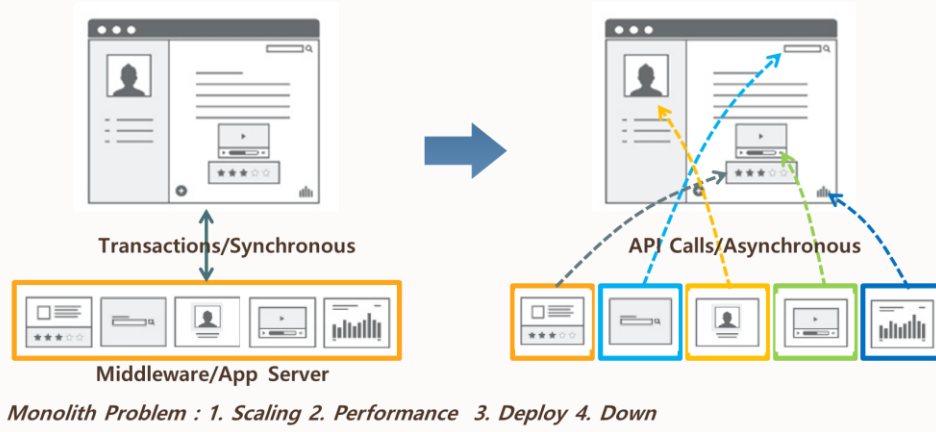 Transactions/Synchronous
API Calls/Asynchronous
Middleware/App Server
Monolith Problem : 1. Scaling 2. Performance 3. Deploy 4. Down